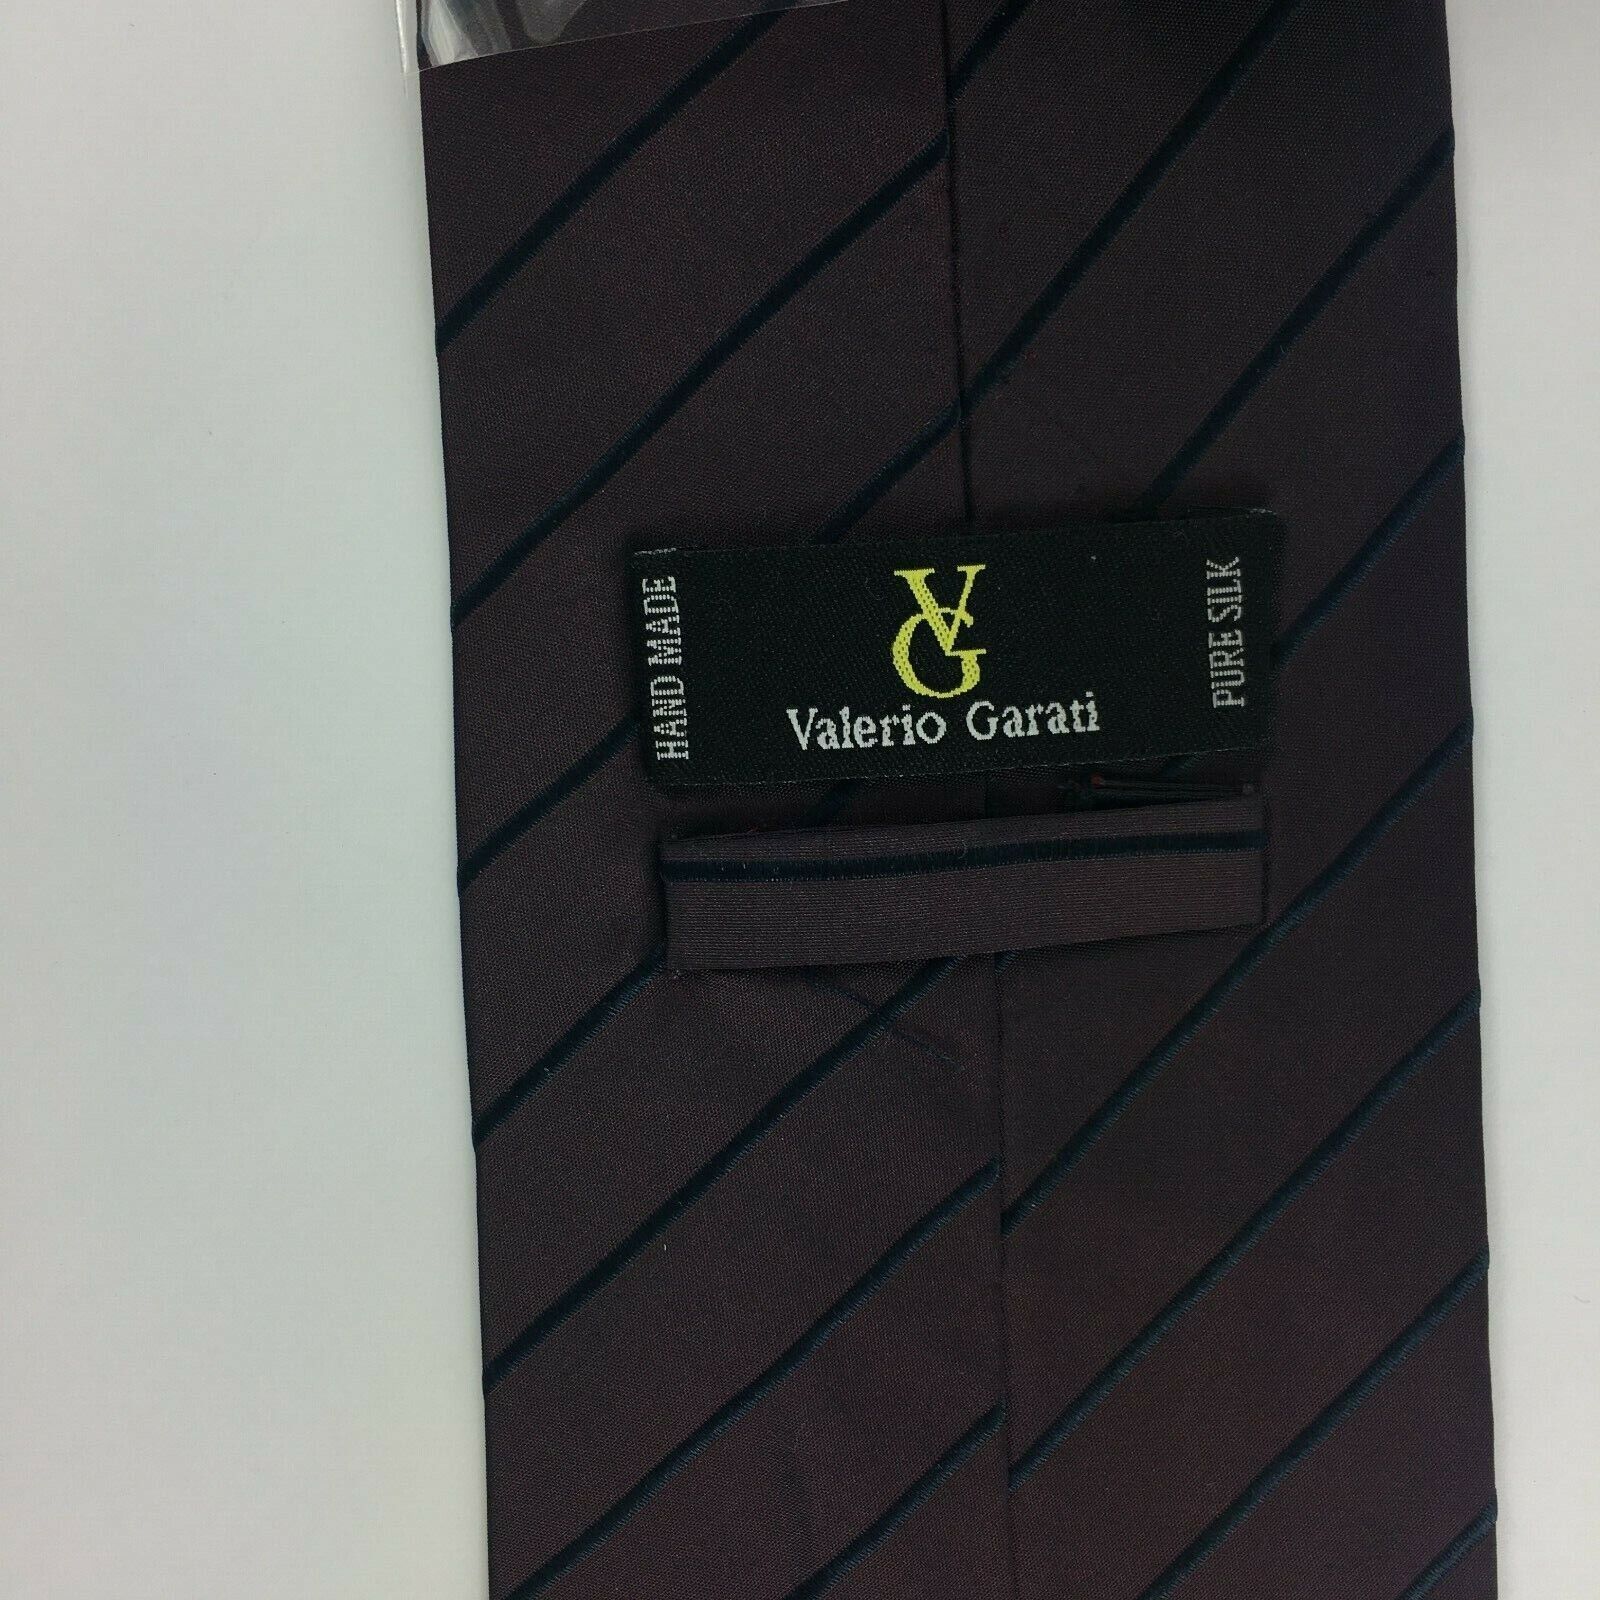 HAND MADE
VG
Valerio Garati
PURE SILK